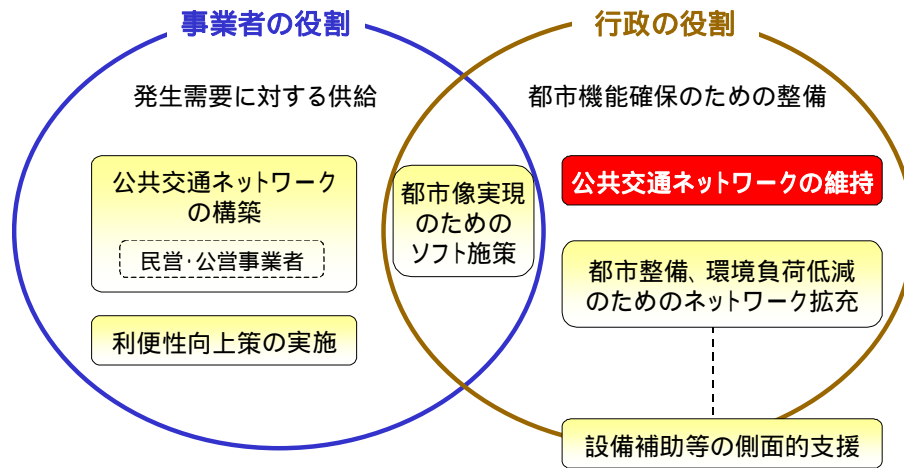 事業者の役割
発生需要に対する供給
公共交通ネットワーク
の構築
民営・公営事業者
利便性向上策の実施
都市像実現
のための
ソフト施策
行政の役割
都市機能確保のための整備
公共交通ネットワークの維持
都市整備、環境負荷低減
のためのネットワーク拡充
設備補助等の側面的支援